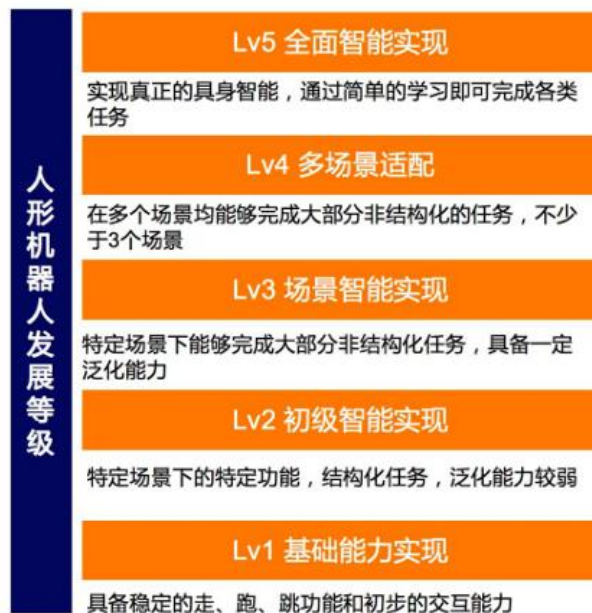 人形机器人发展等级
Lv5 全面智能实现
实现真正的具身智能，通过简单的学习即可完成各类
任务
Lv4 多场景适配
在多个场景均能够完成大部分非结构化的任务，不少
于3个场景
Lv3 场景智能实现
特定场景下能够完成大部分非结构化任务，具备一定
泛化能力
Lv2 初级智能实现
特定场景下的特定功能，结构化任务，泛化能力较弱
Lv1 基础能力实现
具备稳定的走、跑、跳功能和初步的交互能力